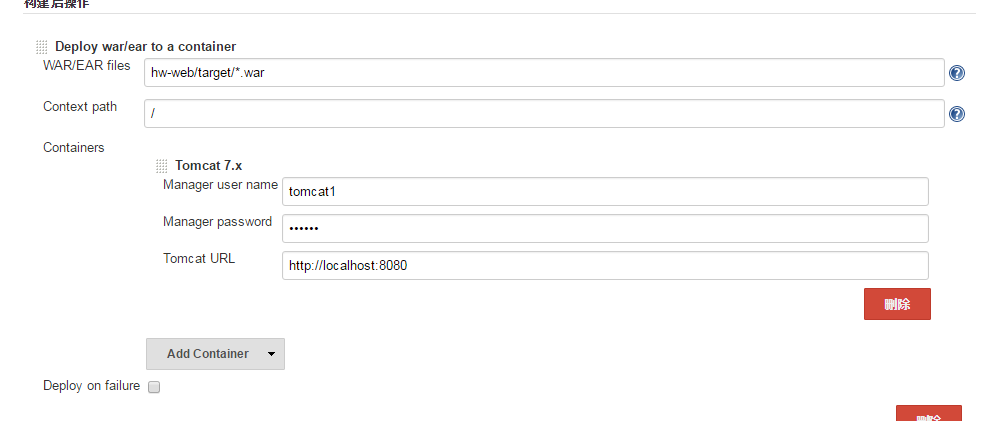 构建后操作
Deploy war/ear to a container
WAR/EAR files
hw-web/target/*.war
Context path
/
Containers
Tomcat 7.x
Manager user name
tomcat1
Manager password
••••••
Tomcat URL
http://localhost:8080
删除
Add Container
Deploy on failure
删除